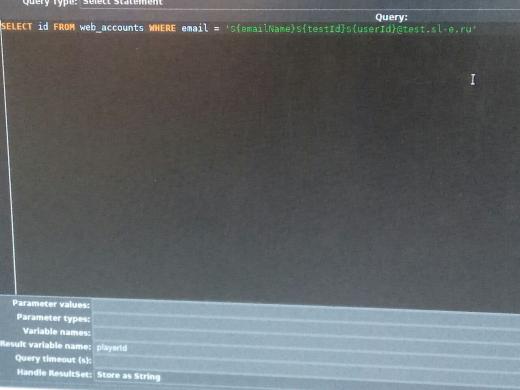 Query Type: Select Statement
Query:
SELECT id FROM web_accounts WHERE email = '${emailName}${testId}${userId}@test.sl-e.ru'
Parameter values:
Parameter types:
Variable names:
Result variable name: playerId
Query timeout (s):
Handle ResultSet: Store as String